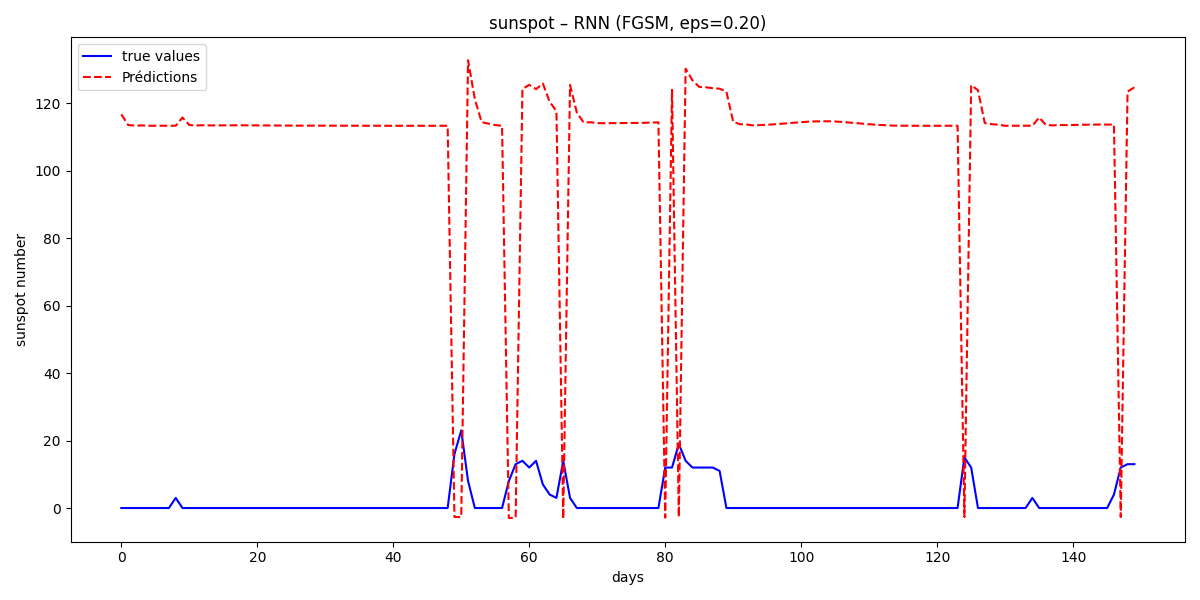 sunspot – RNN (FGSM, eps=0.20)
true values
Prédictions
sunspot number
120
100
80
60
40
20
0
0 20 40 60 80 100 120 140
days